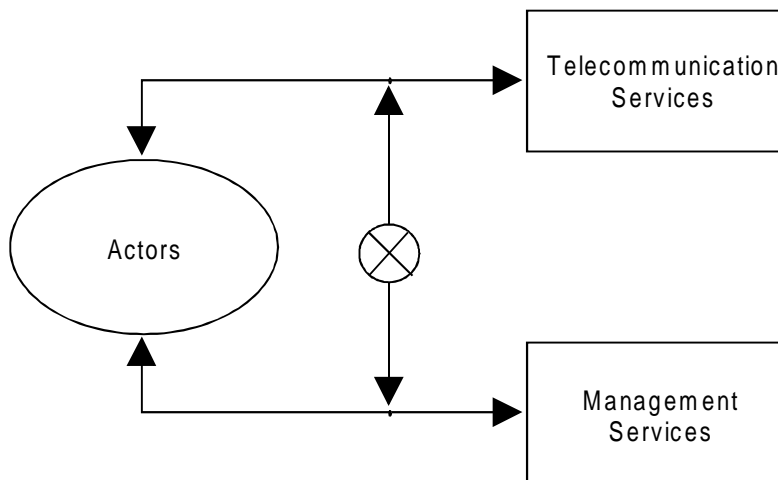 Telecommunication
Services
Actors
Management
Services